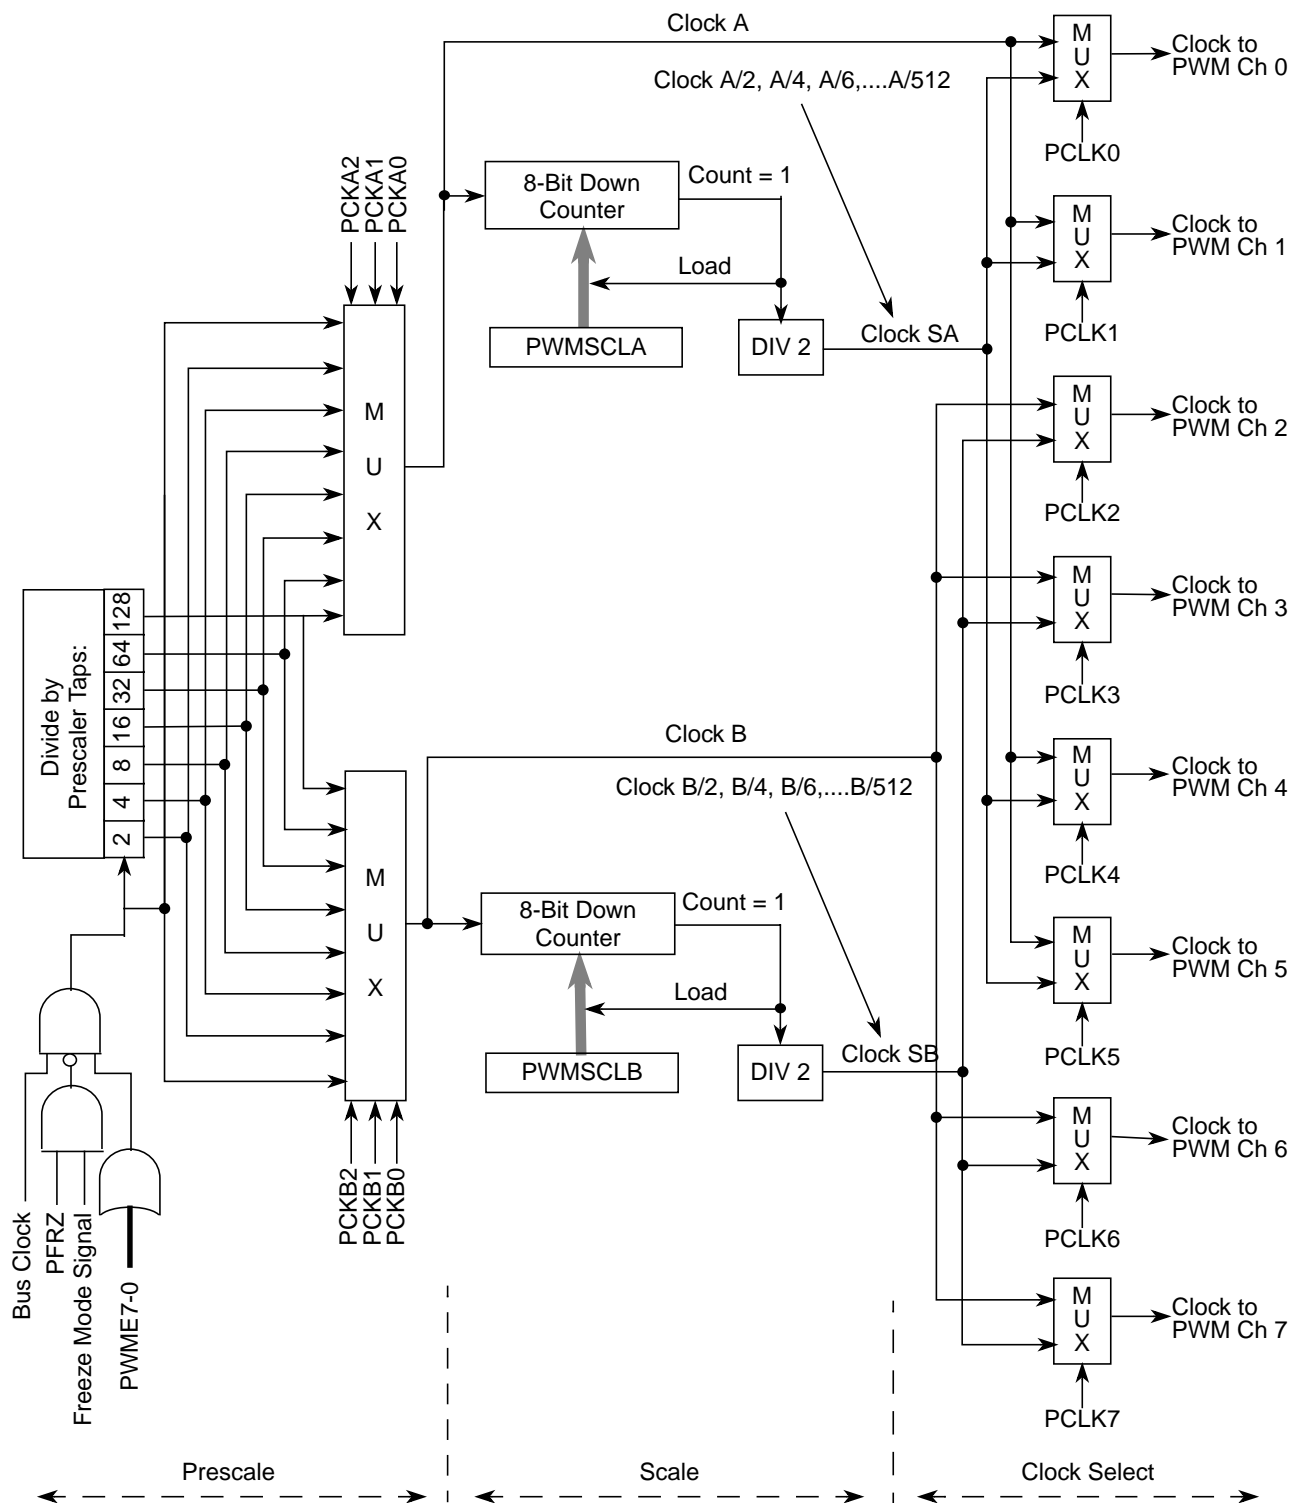 Clock A
Clock A/2, A/4, A/6,....A/512
M
U
X
Clock to
PWM Ch 0
PCLK0
PCKA2
PCKA1
PCKA0
8-Bit Down
Counter
Count = 1
Load
PWMSCLA
DIV 2
Clock SA
M
U
X
Clock to
PWM Ch 1
PCLK1
M
U
X
M
U
X
Clock to
PWM Ch 2
PCLK2
M
U
X
Clock to
PWM Ch 3
PCLK3
Divide by
Prescaler Taps:
128
64
32
16
8
4
2
Clock B
Clock B/2, B/4, B/6,....B/512
M
U
X
Clock to
PWM Ch 4
PCLK4
M
U
X
8-Bit Down
Counter
Count = 1
Load
PWMSCLB
DIV 2
Clock SB
M
U
X
Clock to
PWM Ch 5
PCLK5
PCKB2
PCKB1
PCKB0
M
U
X
Clock to
PWM Ch 6
PCLK6
Bus Clock
PFRZ
Freeze Mode Signal
PWME7-0
M
U
X
Clock to
PWM Ch 7
PCLK7
Prescale
Scale
Clock Select